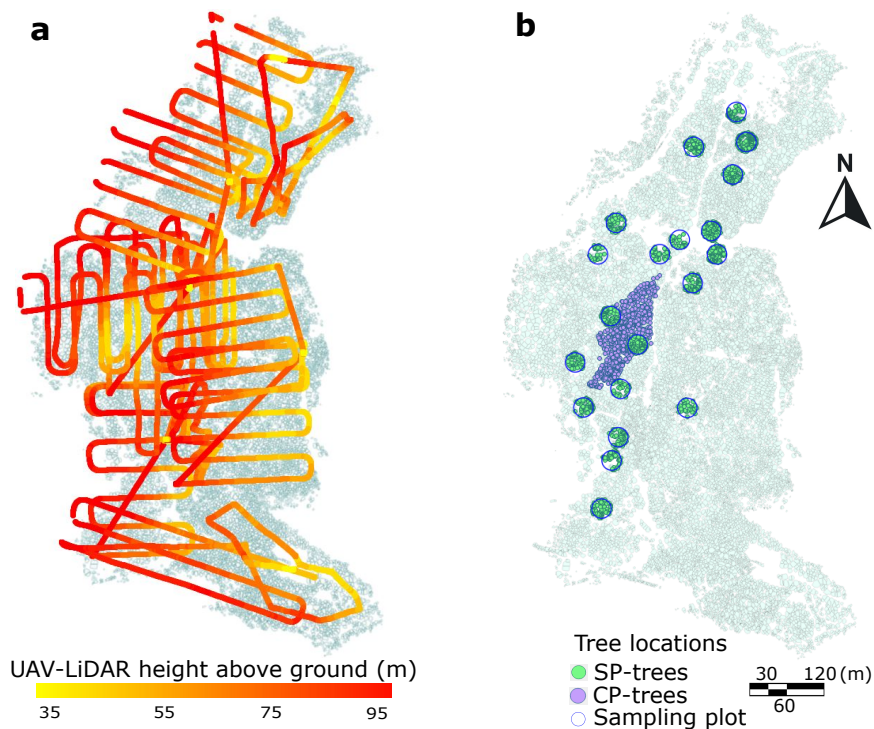 a
b
N
UAV-LiDAR height above ground (m)
35 55 75 95
Tree locations
SP-trees
CP-trees
Sampling plot
30 120 (m)
60